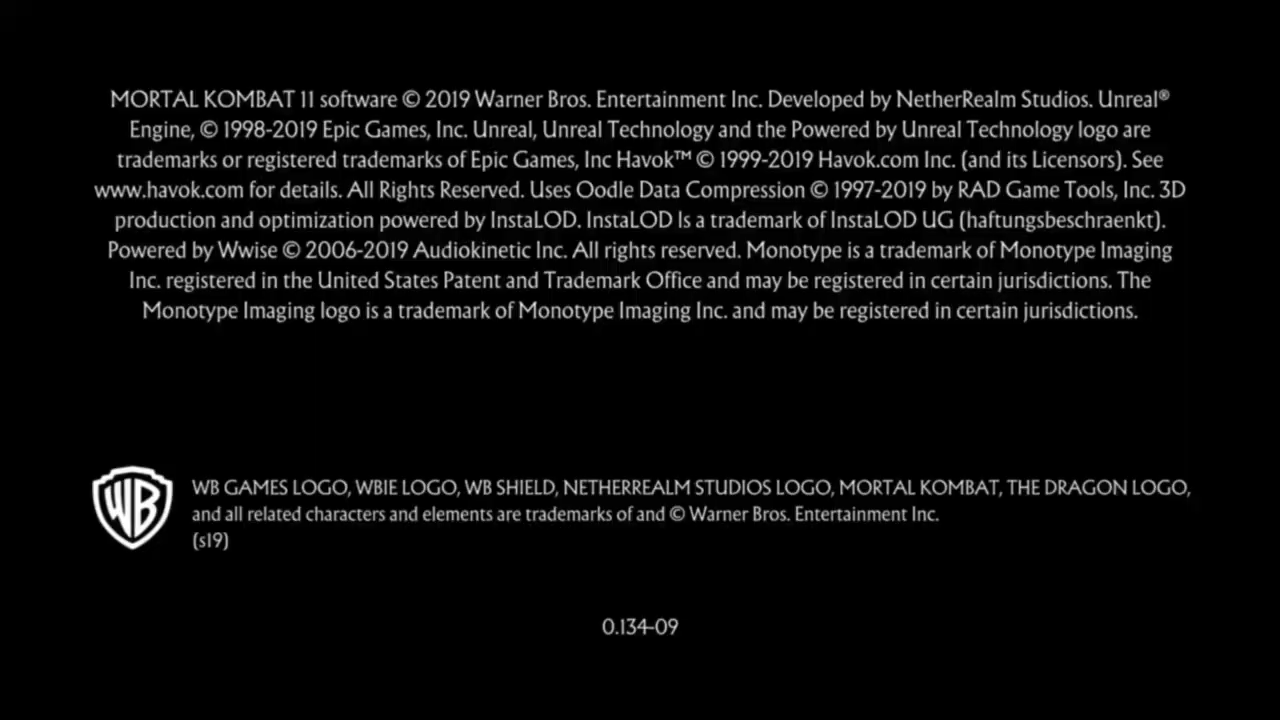 MORTAL KOMBAT 11 software © 2019 Warner Bros. Entertainment Inc. Developed by NetherRealm Studios. Unreal®
Engine, © 1998-2019 Epic Games, Inc. Unreal, Unreal Technology and the Powered by Unreal Technology logo are
trademarks or registered trademarks of Epic Games, Inc Havok™ © 1999-2019 Havok.com Inc. (and its Licensors). See
www.havok.com for details. All Rights Reserved. Uses Oodle Data Compression © 1997-2019 by RAD Game Tools, Inc. 3D
production and optimization powered by InstaLOD. InstaLOD Is a trademark of InstaLOD UG (haftungsbeschraenkt).
Powered by Wwise © 2006-2019 Audiokinetic Inc. All rights reserved. Monotype is a trademark of Monotype Imaging
Inc. registered in the United States Patent and Trademark Office and may be registered in certain jurisdictions. The
Monotype Imaging logo is a trademark of Monotype Imaging Inc. and may be registered in certain jurisdictions.
WB
WB GAMES LOGO, WBIE LOGO, WB SHIELD, NETHERREALM STUDIOS LOGO, MORTAL KOMBAT, THE DRAGON LOGO,
and all related characters and elements are trademarks of and © Warner Bros. Entertainment Inc.
(s19)
0.134-09